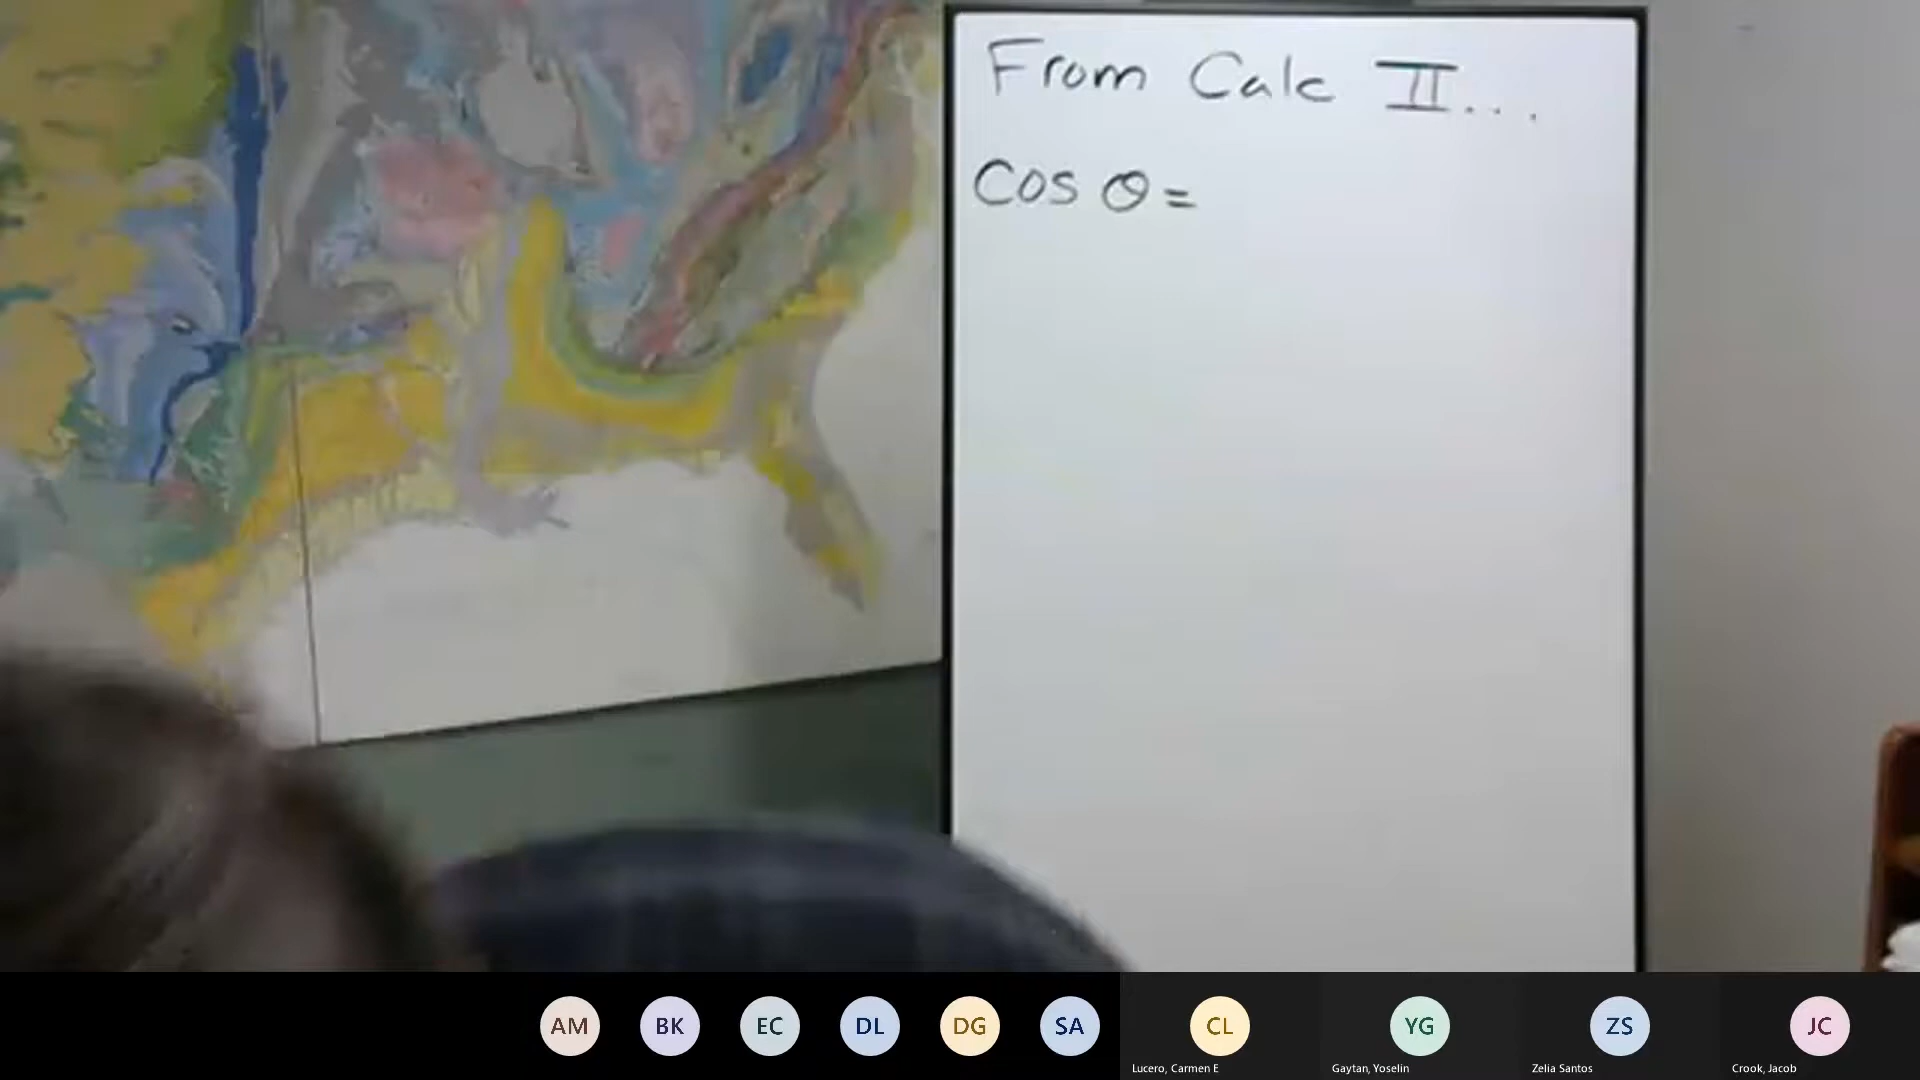 From Calc II...
Cos θ =
AM
BK
EC
DL
DG
SA
CL
YG
ZS
JC
Lucero, Carmen E
Gaytan, Yoselin
Zelia Santos
Crook, Jacob